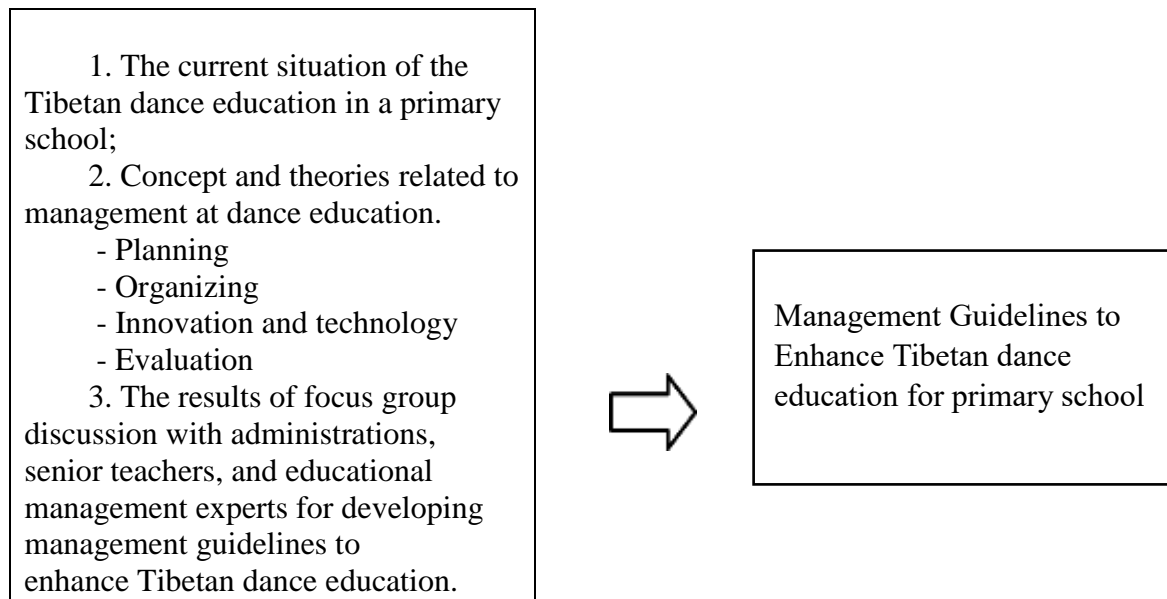 1. The current situation of the
Tibetan dance education in a primary
school;
2. Concept and theories related to
management at dance education.
- Planning
- Organizing
- Innovation and technology
- Evaluation
3. The results of focus group
discussion with administrations,
senior teachers, and educational
management experts for developing
management guidelines to
enhance Tibetan dance education.
Management Guidelines to
Enhance Tibetan dance
education for primary school